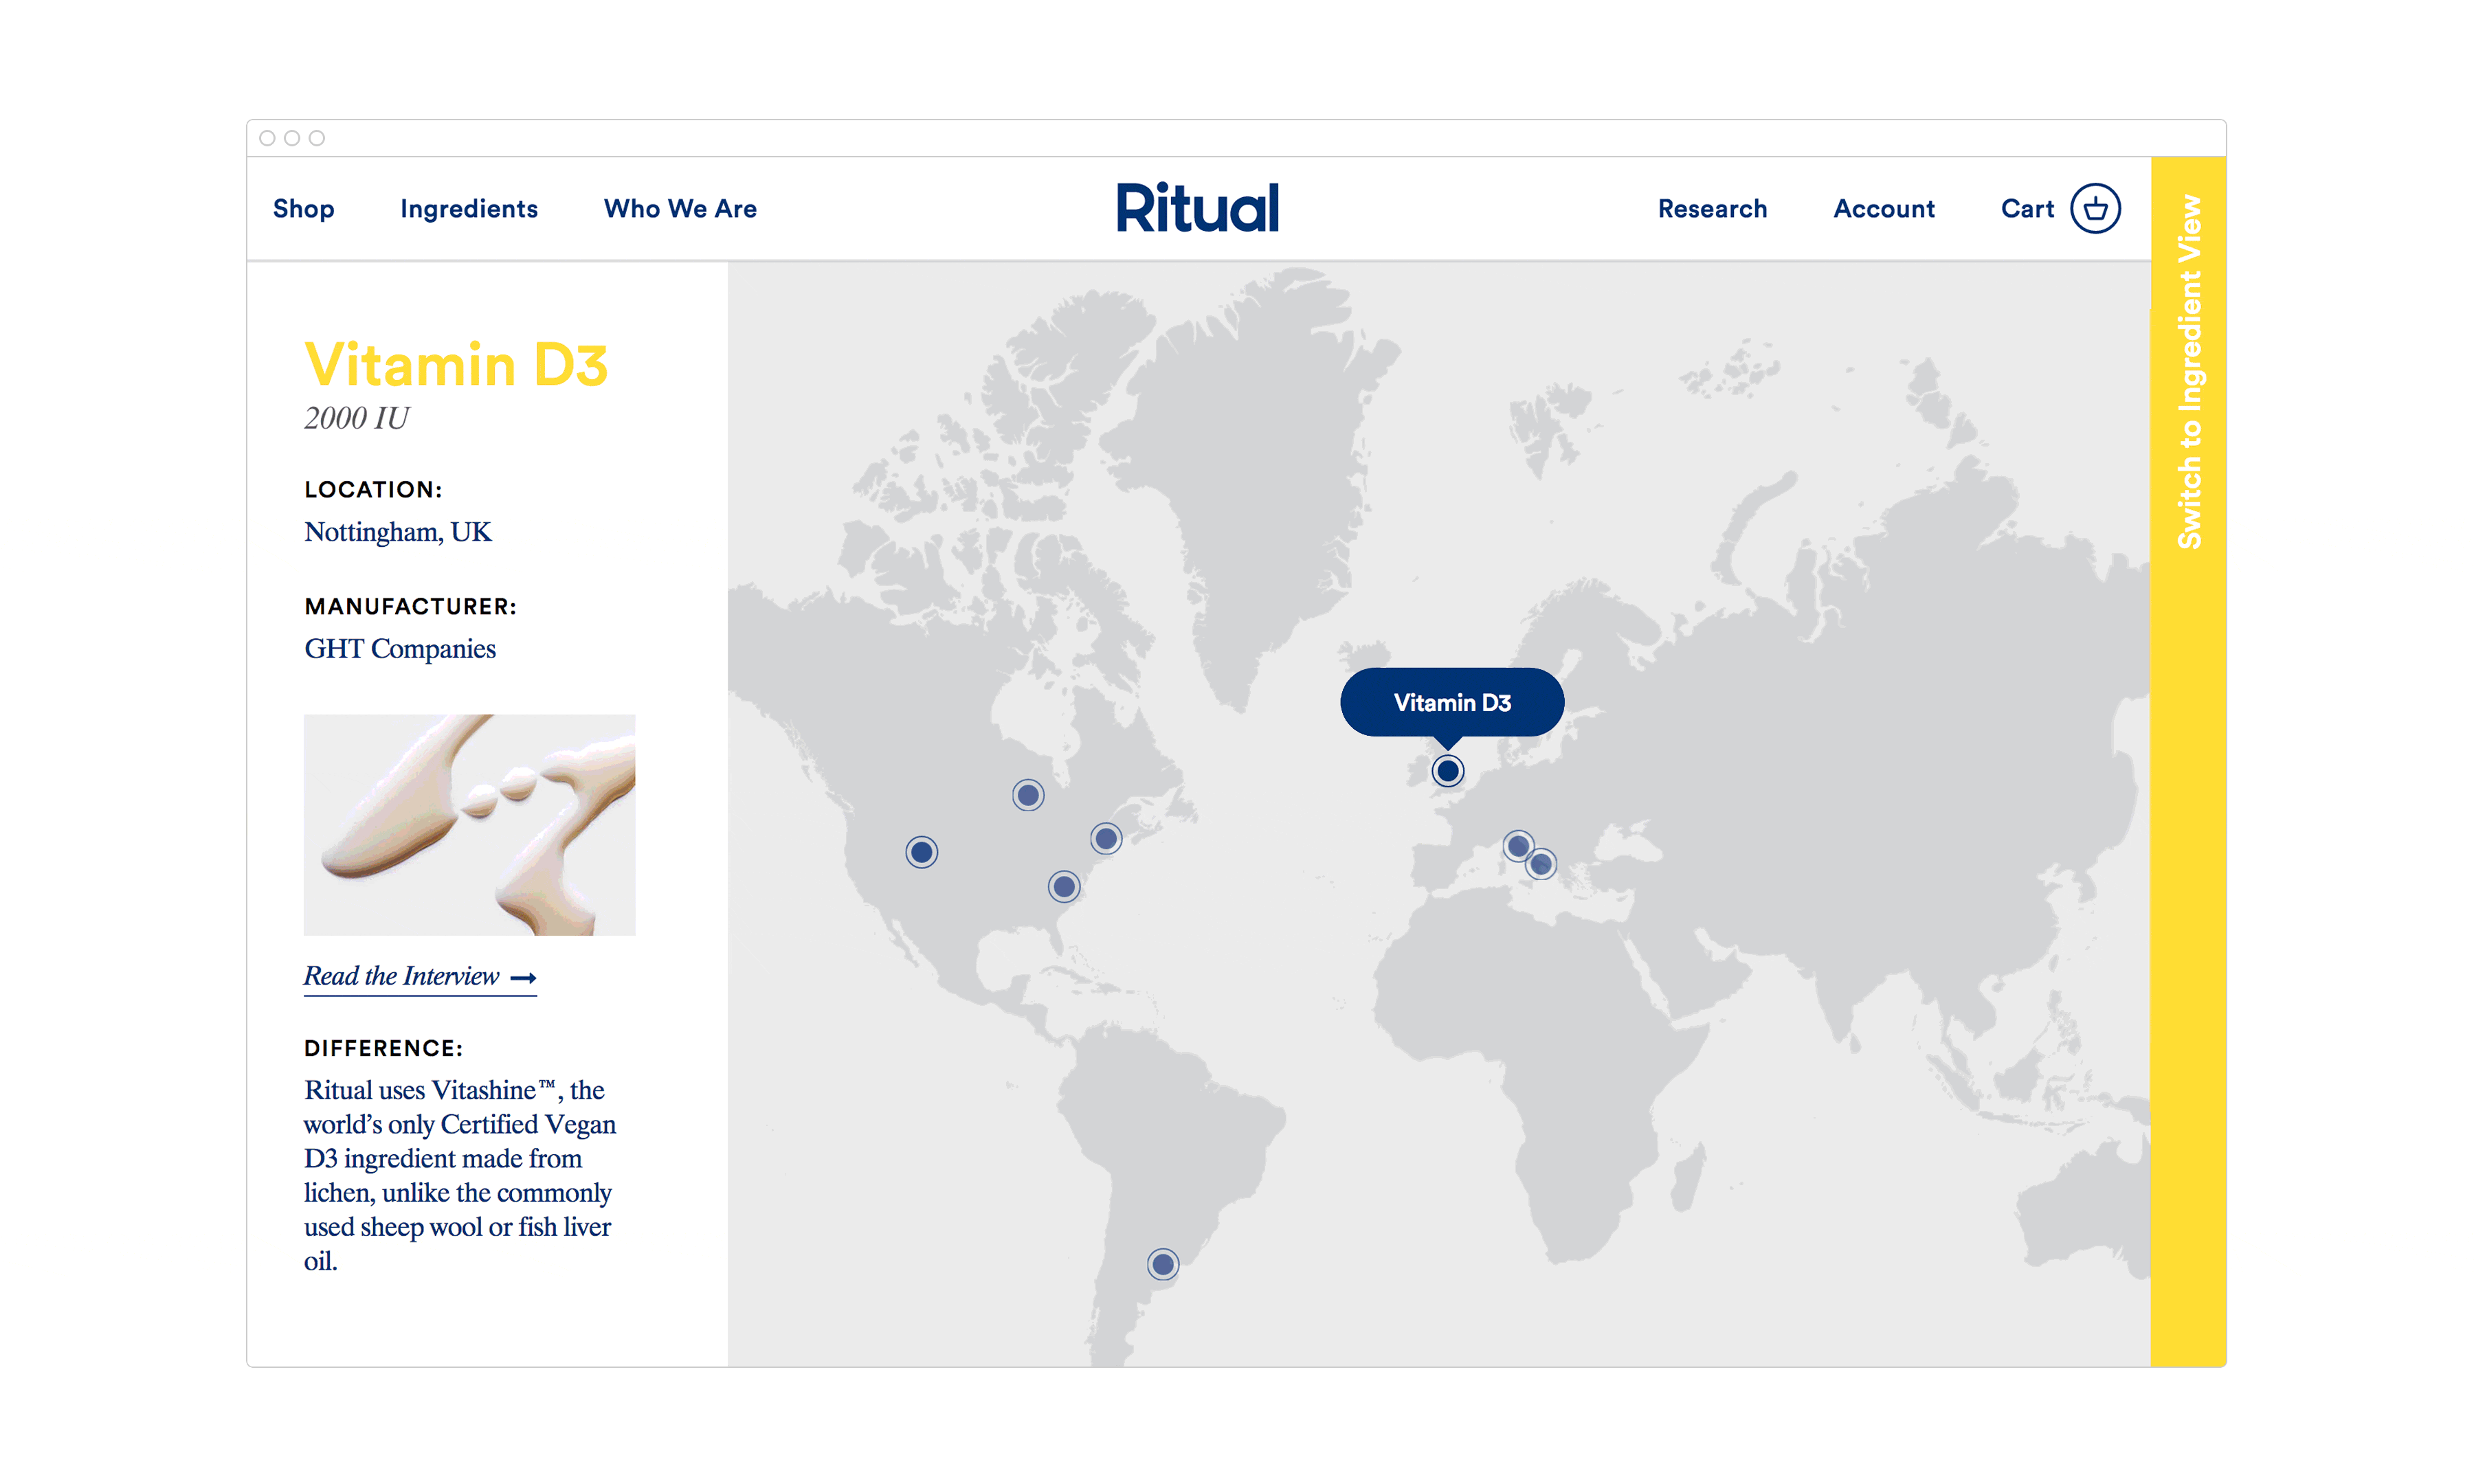 Shop
Ingredients
Who We Are
Ritual
Research
Account
Cart
Switch to Ingredient View
Vitamin D3
2000 IU
LOCATION:
Nottingham, UK
MANUFACTURER:
GHT Companies
Read the Interview →
DIFFERENCE:
Ritual uses Vitashine™, the
world’s only Certified Vegan
D3 ingredient made from
lichen, unlike the commonly
used sheep wool or fish liver
oil.
Vitamin D3